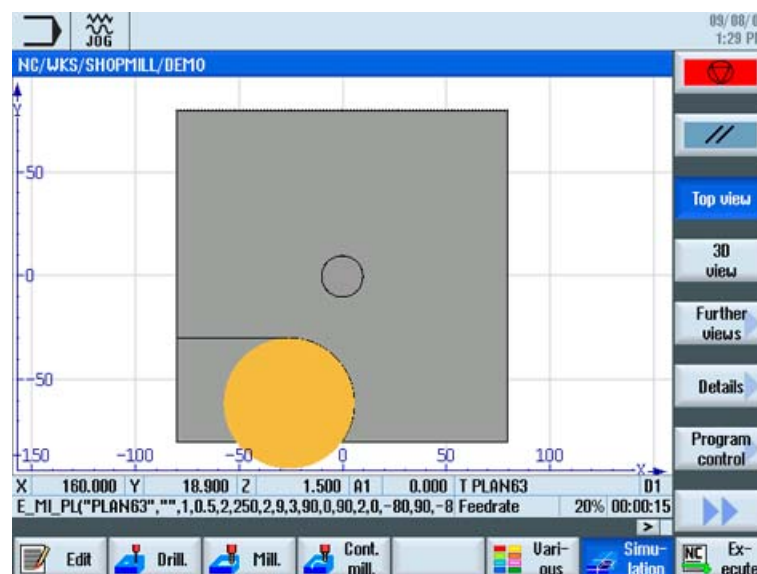 JOG
09/08/0
1:29 P
NC/WKS/SHOPMILL/DEMO
Y
50
0
-50
-150 -100 -50 0 50 100 X
Top view
3D
view
Further
views
Details
Program
control
X 160.000 Y 18.900 Z 1.500 A1 0.000 T PLAN63 D1
E_MI_PL("PLAN63","",1,0.5,2,250,2,9,3,90,0,90,2,0,-80,90,-8 Feedrate 20% 00:00:15
>
Edit
Drill.
Mill.
Cont.
mill.
Vari-
ous
Simu-
lation
NC
Ex-
ecute